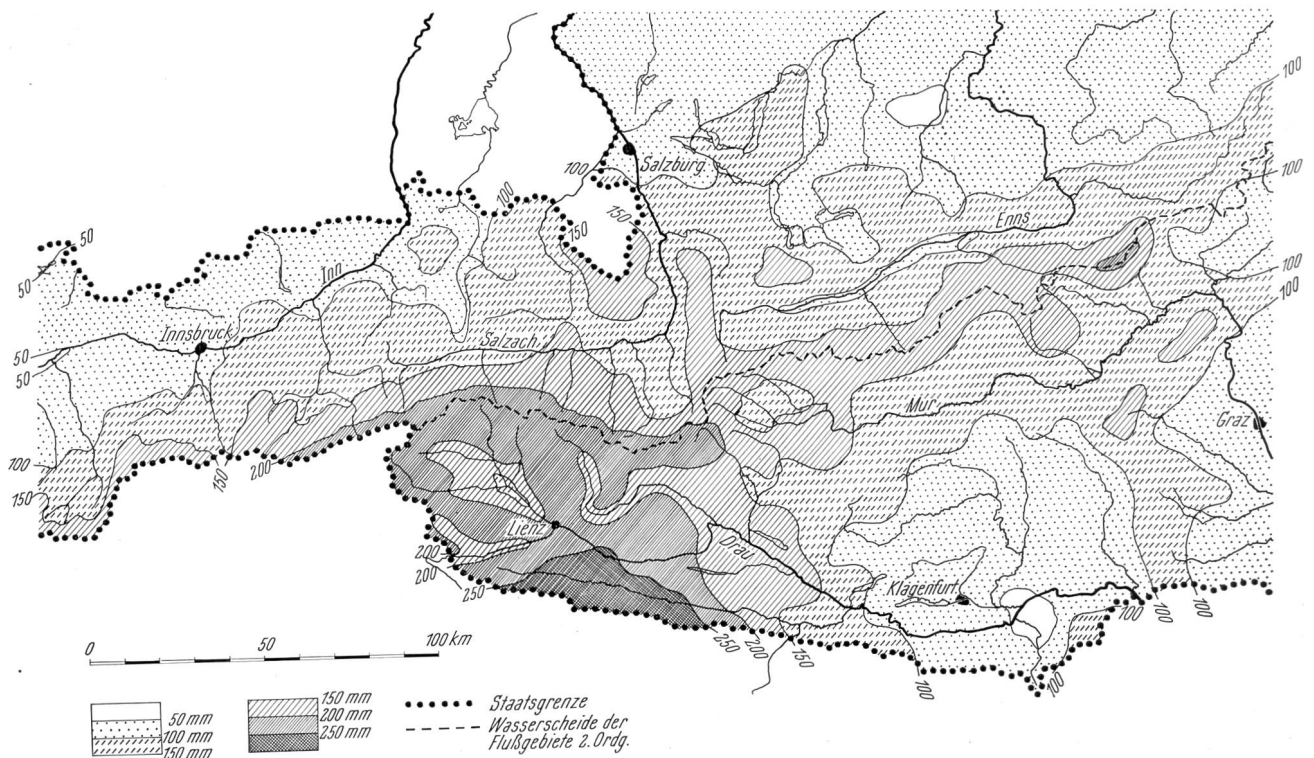 100
100
Salzburg
100
100
150
Enns
50
50
150
Inn
100
100
Innsbruck
50
50
Salzach
Mur
Graz
100
150
150
200
Lienz
Drau
200
200
250
Klagenfurt
250
200
150
100
100
100
100
100
0 50 100 km
50 mm
100 mm
150 mm
150 mm
200 mm
250 mm
Staatsgrenze
Wasserscheide der
Flußgebiete 2. Ordg.